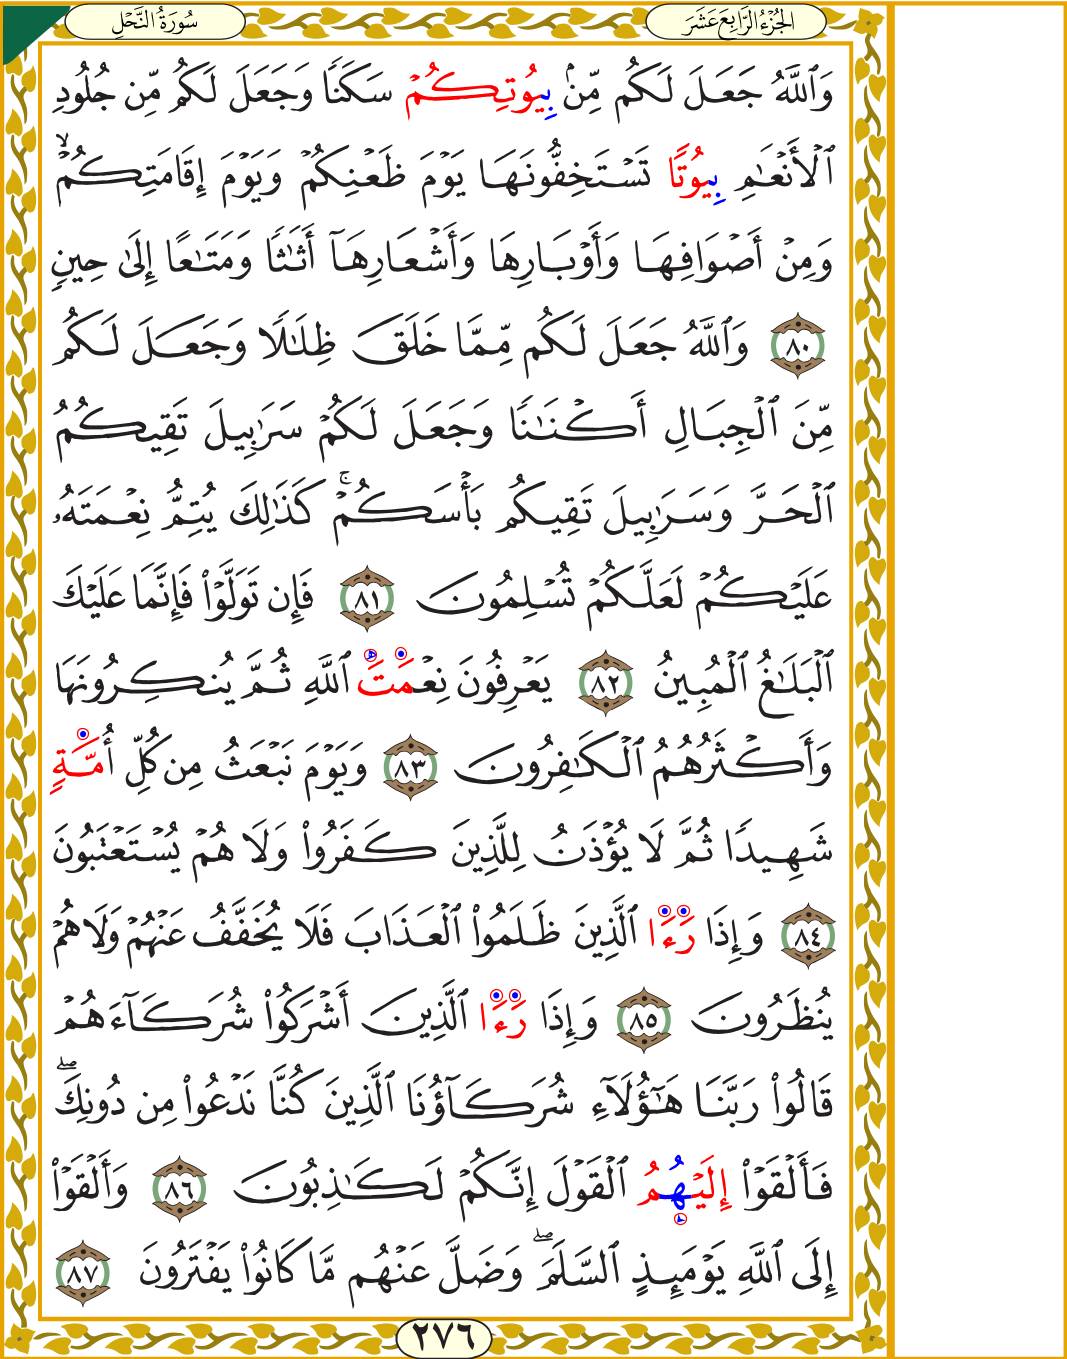 الجُزْءُ الرَّابِعَ عَشَرَ
سُورَةُ النَّحْلِ
وَٱللَّهُ جَعَلَ لَكُم مِّنۢ بِيُوتِكُمۡ سَكَنٗا وَجَعَلَ لَكُم مِّن جُلُودِ
ٱلۡأَنۡعَٰمِ بِيُوتٗا تَسۡتَخِفُّونَهَا يَوۡمَ ظَعۡنِكُمۡ وَيَوۡمَ إِقَامَتِكُمۡۙ
وَمِنۡ أَصۡوَافِهَا وَأَوۡبَارِهَا وَأَشۡعَارِهَآ أَثَٰثٗا وَمَتَٰعًا إِلَىٰ حِينٖ
٨٠ وَٱللَّهُ جَعَلَ لَكُم مِّمَّا خَلَقَ ظِلَٰلٗا وَجَعَلَ لَكُم
مِّنَ ٱلۡجِبَالِ أَكۡنَٰنٗا وَجَعَلَ لَكُمۡ سَرَٰبِيلَ تَقِيكُمُ
ٱلۡحَرَّ وَسَرَٰبِيلَ تَقِيكُم بَأۡسَكُمۡۚ كَذَٰلِكَ يُتِمُّ نِعۡمَتَهُۥ
عَلَيۡكُمۡ لَعَلَّكُمۡ تُسۡلِمُونَ ٨١ فَإِن تَوَلَّوۡاْ فَإِنَّمَا عَلَيۡكَ
ٱلۡبَلَٰغُ ٱلۡمُبِينُ ٨٢ يَعۡرِفُونَ نِعۡمَتَ ٱللَّهِ ثُمَّ يُنكِرُونَهَا
وَأَكۡثَرُهُمُ ٱلۡكَٰفِرُونَ ٨٣ وَيَوۡمَ نَبۡعَثُ مِن كُلِّ أُمَّةٖ
شَهِيدٗا ثُمَّ لَا يُؤۡذَنُ لِلَّذِينَ كَفَرُواْ وَلَا هُمۡ يُسۡتَعۡتَبُونَ
٨٤ وَإِذَا رَءَا ٱلَّذِينَ ظَلَمُواْ ٱلۡعَذَابَ فَلَا يُخَفَّفُ عَنۡهُمۡ وَلَا هُمۡ
يُنظَرُونَ ٨٥ وَإِذَا رَءَا ٱلَّذِينَ أَشۡرَكُواْ شُرَكَآءَهُمۡ
قَالُواْ رَبَّنَا هَٰٓؤُلَآءِ شُرَكَآؤُنَا ٱلَّذِينَ كُنَّا نَدۡعُواْ مِن دُونِكَۖ
فَأَلۡقَوۡاْ إِلَيۡهُمُ ٱلۡقَوۡلَ إِنَّكُمۡ لَكَٰذِبُونَ ٨٦ وَأَلۡقَوۡاْ
إِلَى ٱللَّهِ يَوۡمَئِذٍ ٱلسَّلَمَۖ وَضَلَّ عَنۡهُم مَّا كَانُواْ يَفۡتَرُونَ ٨٧
٢٧٦